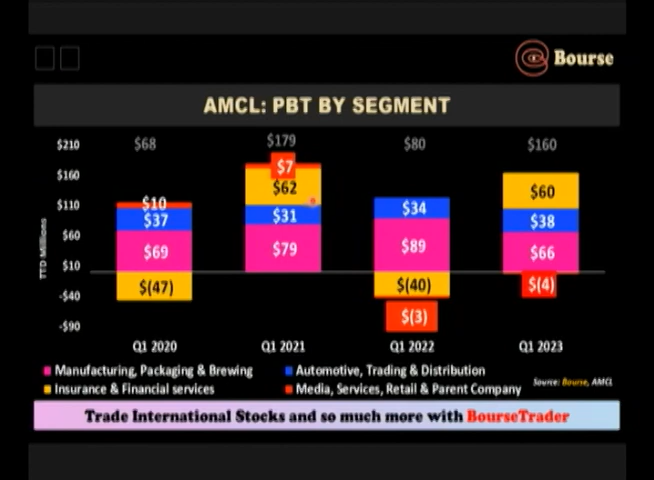 Bourse
AMCL: PBT BY SEGMENT
$68 $179 $80 $160
$210
$160
$110
$60
$10
-$40
-$90
TTD Millions
$10
$37
$69
$(47)
$7
$62
$31
$79
$34
$89
$(40)
$(3)
$60
$38
$66
$(4)
Q1 2020 Q1 2021 Q1 2022 Q1 2023
Manufacturing, Packaging & Brewing
Automotive, Trading & Distribution
Insurance & Financial services
Media, Services, Retail & Parent Company
Source: Bourse, AMCL
Trade International Stocks and so much more with BourseTrader